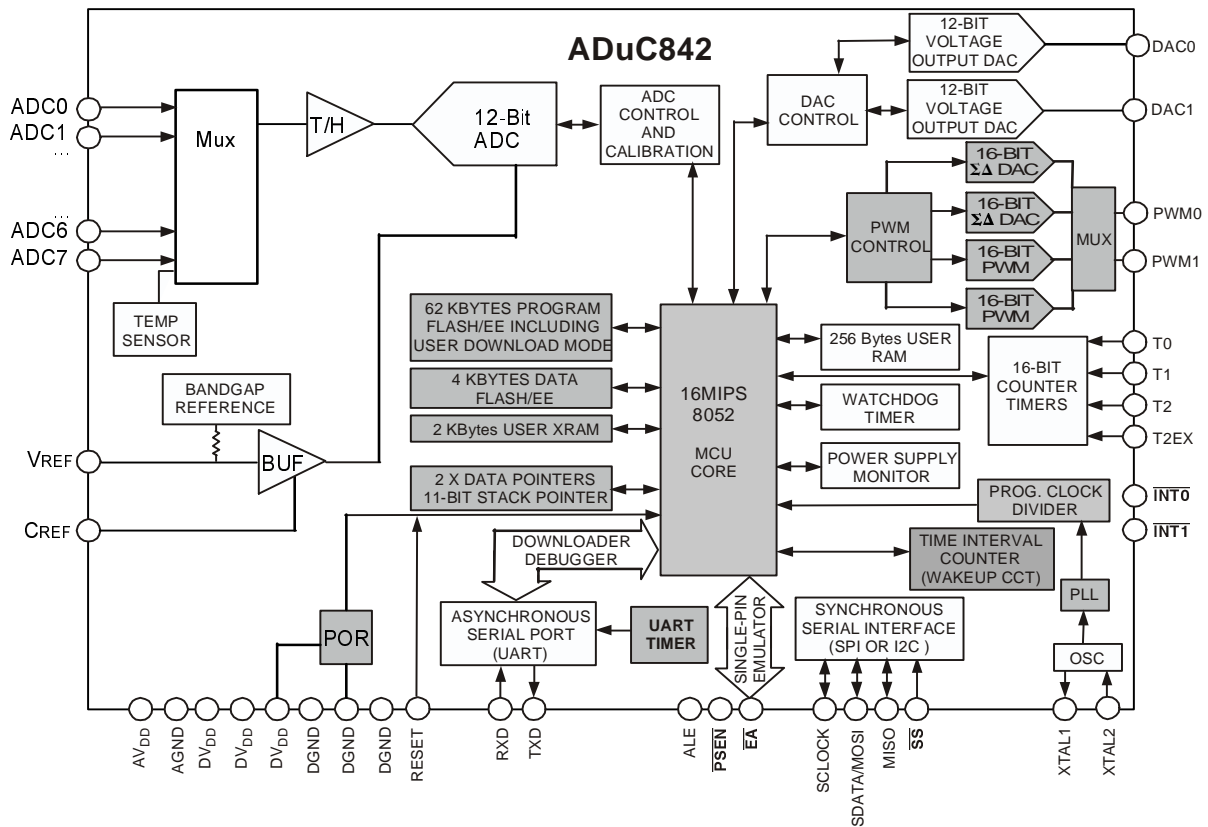 ADuC842
12-BIT
VOLTAGE
OUTPUT DAC
DAC0
12-BIT
VOLTAGE
OUTPUT DAC
DAC1
DAC
CONTROL
ADC0
ADC1
...
...
ADC6
ADC7
Mux
T/H
12-Bit
ADC
ADC
CONTROL
AND
CALIBRATION
16-BIT
ΣΔ DAC
16-BIT
ΣΔ DAC
16-BIT
PWM
16-BIT
PWM
PWM
CONTROL
MUX
PWM0
PWM1
TEMP
SENSOR
62 KBYTES PROGRAM
FLASH/EE INCLUDING
USER DOWNLOAD MODE
4 KBYTES DATA
FLASH/EE
2 KBytes USER XRAM
2 X DATA POINTERS
11-BIT STACK POINTER
16MIPS
8052
MCU
CORE
256 Bytes USER
RAM
WATCHDOG
TIMER
POWER SUPPLY
MONITOR
16-BIT
COUNTER
TIMERS
T0
T1
T2
T2EX
BANDGAP
REFERENCE
VREF
BUF
CREF
PROG. CLOCK
DIVIDER
INT0
INT1
TIME INTERVAL
COUNTER
(WAKEUP CCT)
PLL
OSC
DOWNLOADER
DEBUGGER
POR
ASYNCHRONOUS
SERIAL PORT
(UART)
UART
TIMER
SINGLE-PIN
EMULATOR
SYNCHRONOUS
SERIAL INTERFACE
(SPI OR I2C )
AVDD
AGND
DVDD
DVDD
DVDD
DGND
DGND
DGND
RESET
RXD
TXD
ALE
PSEN
EA
SCLOCK
SDATA/MOSI
MISO
SS
XTAL1
XTAL2